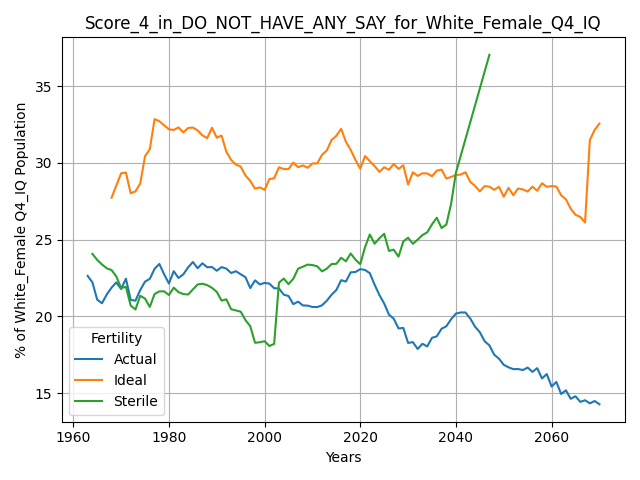 Score_4_in_DO_NOT_HAVE_ANY_SAY_for_White_Female_Q4_IQ
% of White_Female Q4_IQ Population
35
30
25
20
15
Fertility
Actual
Ideal
Sterile
1960 1980 2000 2020 2040 2060
Years